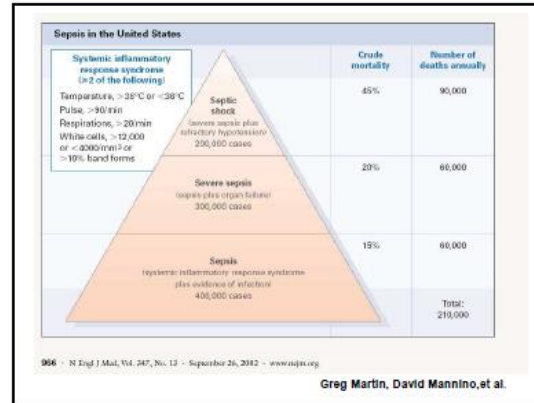 Sepsis in the United States
Systemic inflammatory
response syndrome
(≥2 of the following)
Temperature, >38°C or <36°C
Pulse, >90/min
Respirations, >20/min
White cells, >12,000
or <4000/mm³ or
>10% band forms
Crude
mortality
Number of
deaths annually
Septic
shock
(severe sepsis plus
refractory hypotension)
200,000 cases
45%
90,000
Severe sepsis
(sepsis plus organ failure)
300,000 cases
20%
60,000
Sepsis
(systemic inflammatory response syndrome
plus evidence of infection)
400,000 cases
15%
60,000
Total:
210,000
966 · N Engl J Med, Vol. 347, No. 13 · September 26, 2002 · www.nejm.org
Greg Martin, David Mannino,et al.